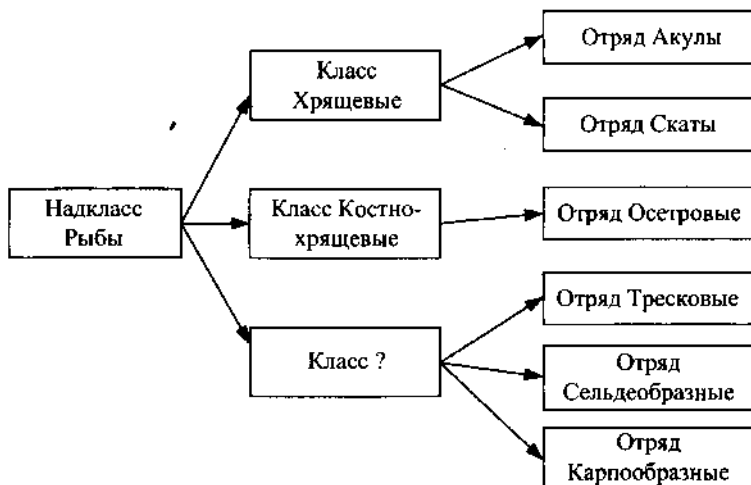 Надкласс
Рыбы
Класс
Хрящевые
Класс Костно-
хрящевые
Класс ?
Отряд Акулы
Отряд Скаты
Отряд Осетровые
Отряд Тресковые
Отряд
Сельдеобразные
Отряд
Карпообразные